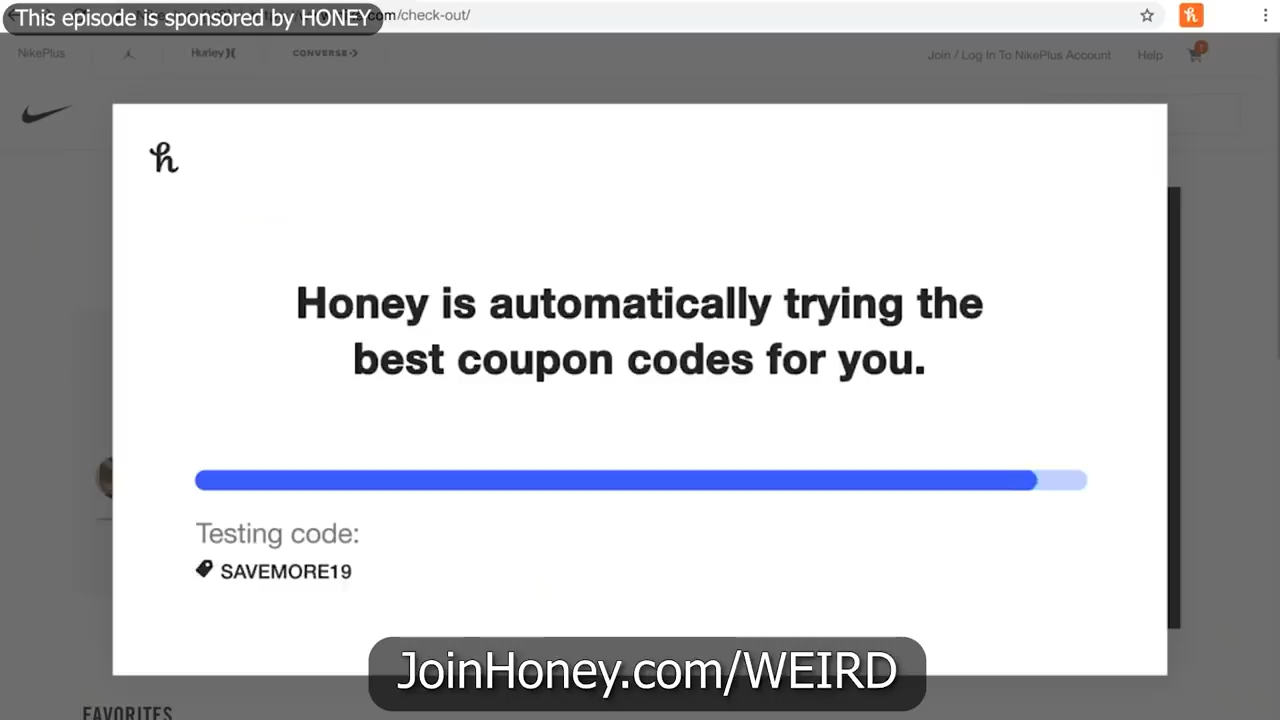 This episode is sponsored by HONEY
.com/check-out/
NikePlus
Hurley
CONVERSE
Join / Log In To NikePlus Account
Help
Honey is automatically trying the
best coupon codes for you.
Testing code:
SAVEMORE19
JoinHoney.com/WEIRD
FAVORITES